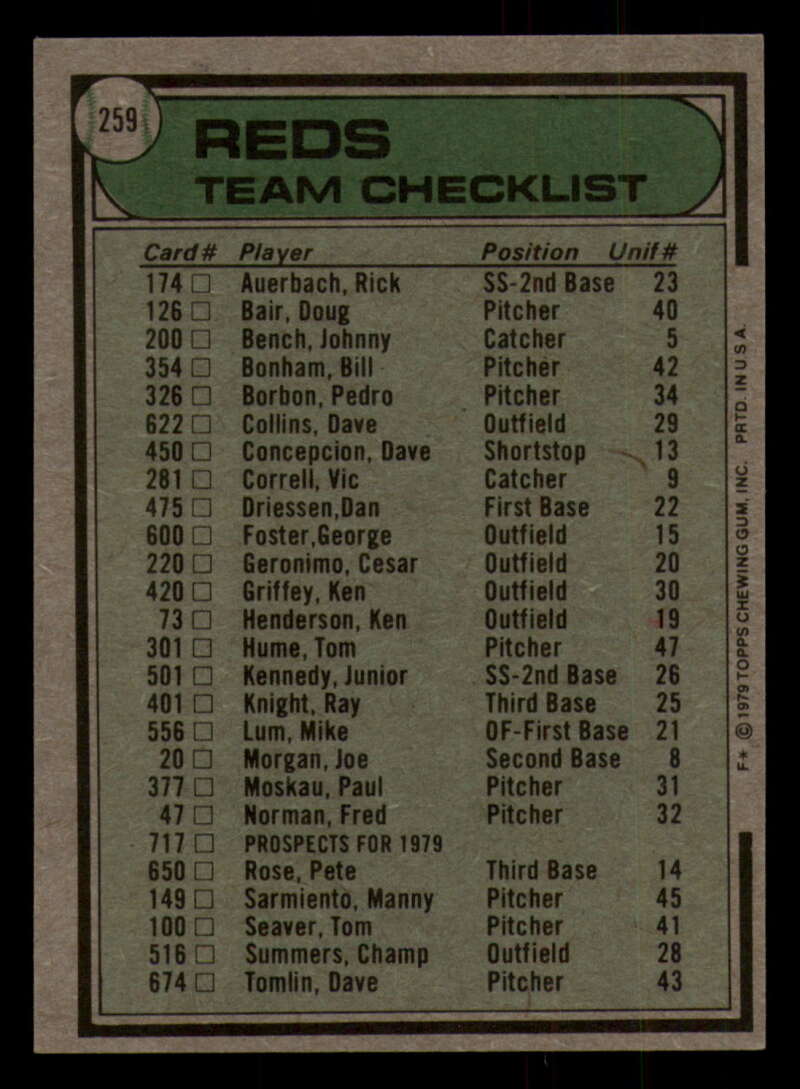 259
REDS
TEAM CHECKLIST
Card# Player Position Unif#
174 □ Auerbach, Rick SS-2nd Base 23
126 □ Bair, Doug Pitcher 40
200 □ Bench, Johnny Catcher 5
354 □ Bonham, Bill Pitcher 42
326 □ Borbon, Pedro Pitcher 34
622 □ Collins, Dave Outfield 29
450 □ Concepcion, Dave Shortstop 13
281 □ Correll, Vic Catcher 9
475 □ Driessen,Dan First Base 22
600 □ Foster,George Outfield 15
220 □ Geronimo, Cesar Outfield 20
420 □ Griffey, Ken Outfield 30
73 □ Henderson, Ken Outfield 19
301 □ Hume, Tom Pitcher 47
501 □ Kennedy, Junior SS-2nd Base 26
401 □ Knight, Ray Third Base 25
556 □ Lum, Mike OF-First Base 21
20 □ Morgan, Joe Second Base 8
377 □ Moskau, Paul Pitcher 31
47 □ Norman, Fred Pitcher 32
717 □ PROSPECTS FOR 1979
650 □ Rose, Pete Third Base 14
149 □ Sarmiento, Manny Pitcher 45
100 □ Seaver, Tom Pitcher 41
516 □ Summers, Champ Outfield 28
674 □ Tomlin, Dave Pitcher 43
F* © 1979 TOPPS CHEWING GUM, INC. PRTD. IN U S A.